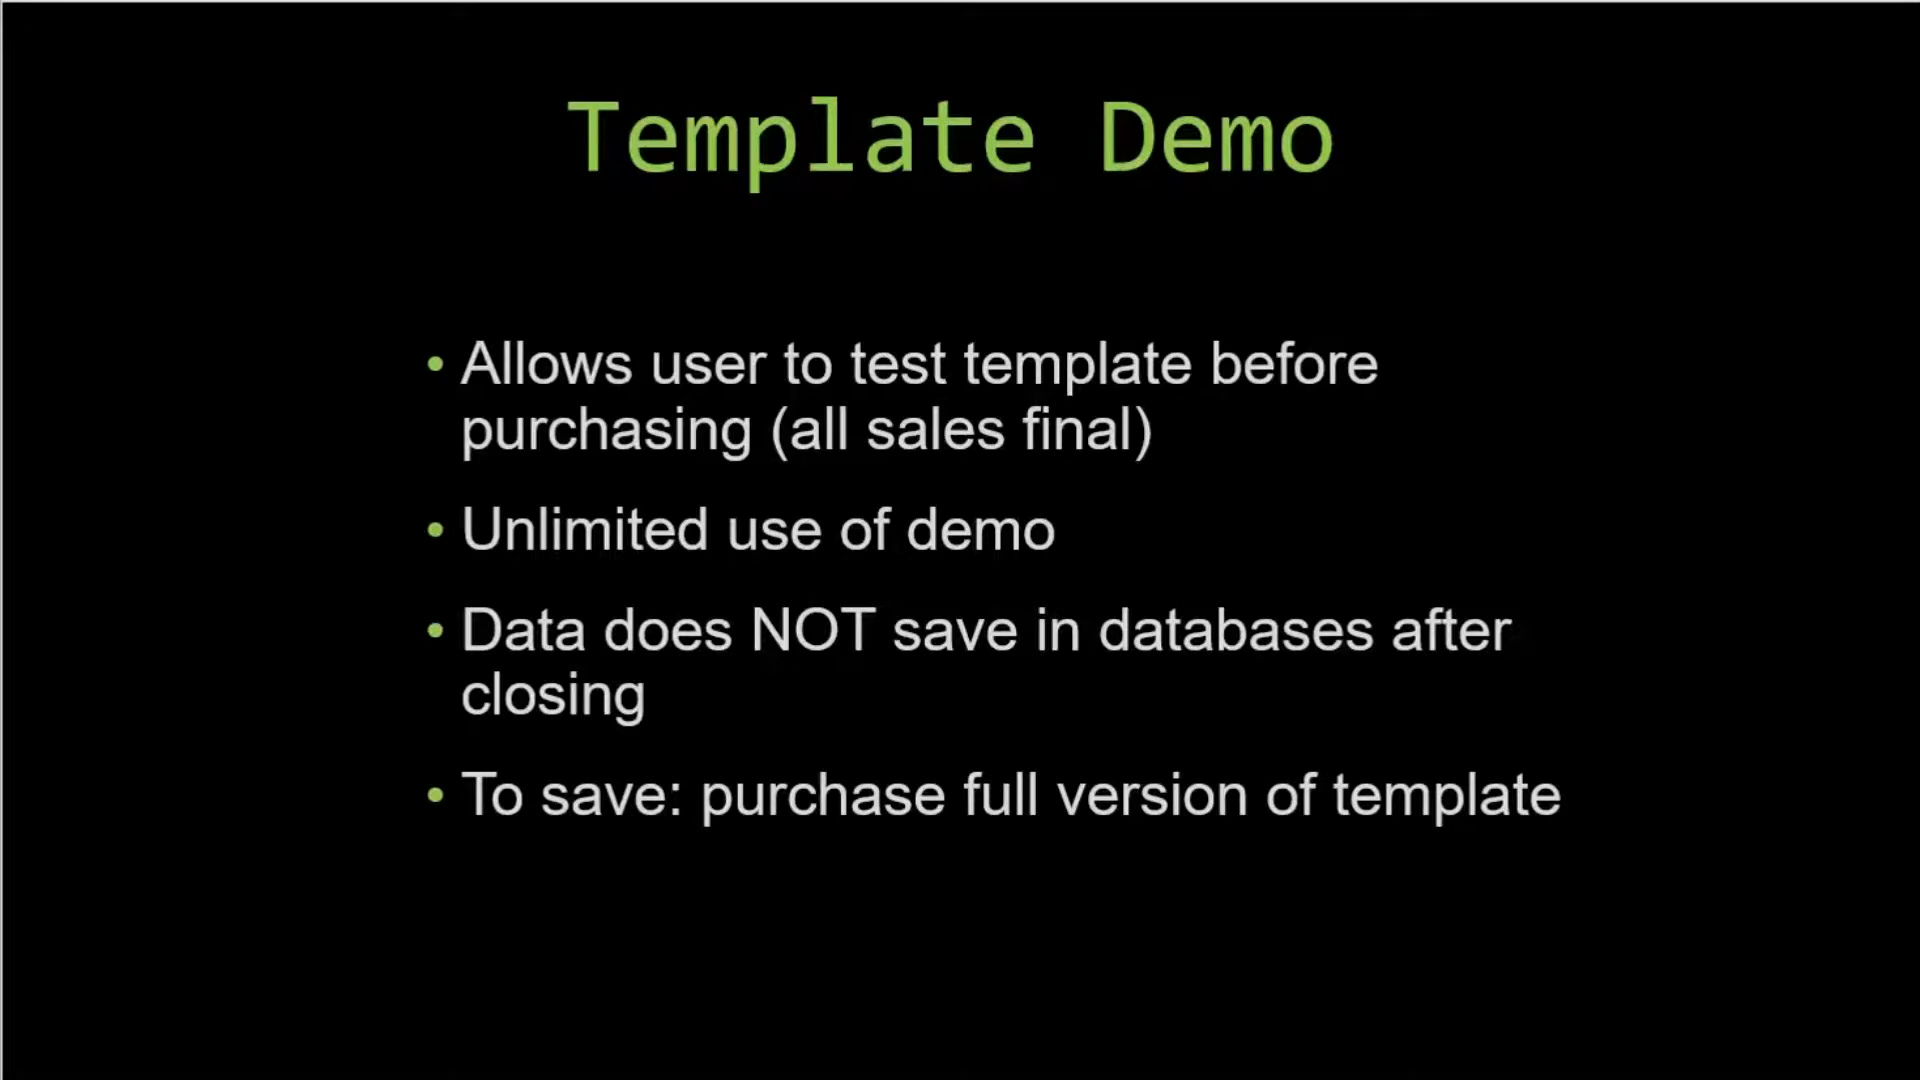 Template Demo
• Allows user to test template before
purchasing (all sales final)
• Unlimited use of demo
• Data does NOT save in databases after
closing
• To save: purchase full version of template